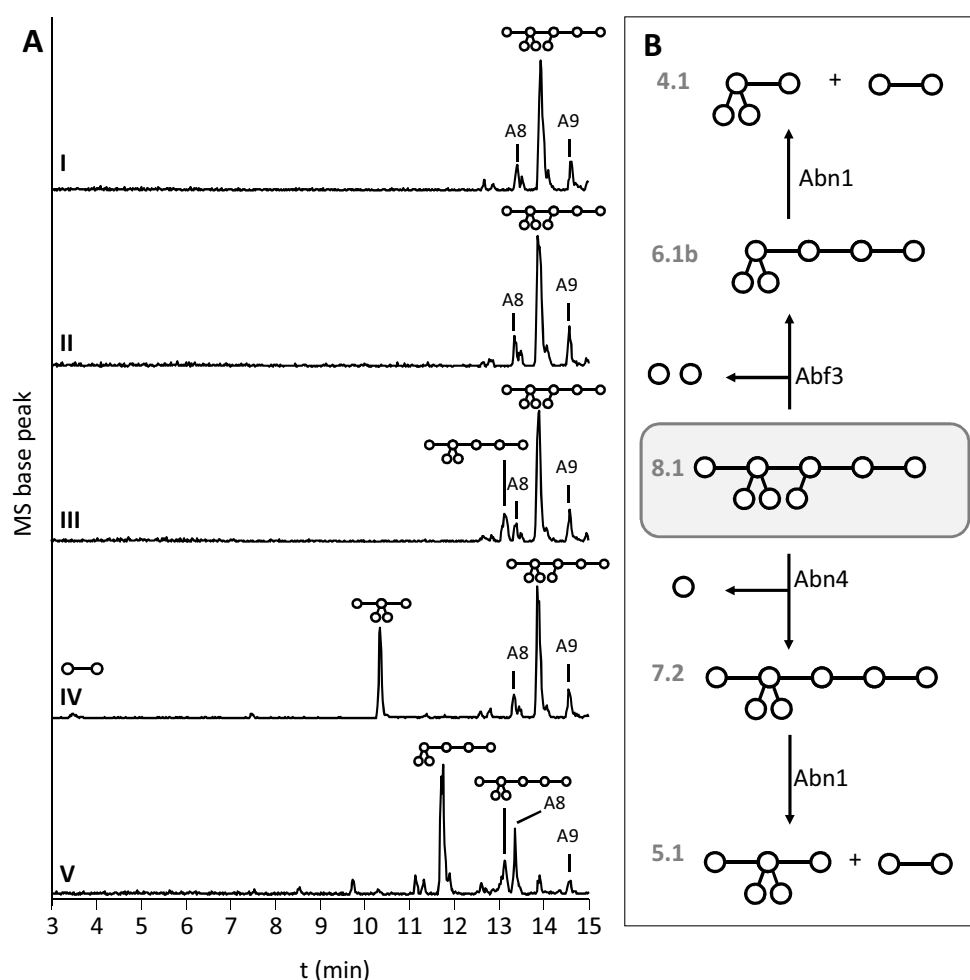 A
A8
A9
I
A8
A9
II
A8
A9
III
A8
A9
IV
A8
A9
V
MS base peak
3 4 5 6 7 8 9 10 11 12 13 14 15
t (min)
B
4.1 +
Abn1
6.1b
Abf3
8.1
Abn4
7.2
Abn1
5.1 +